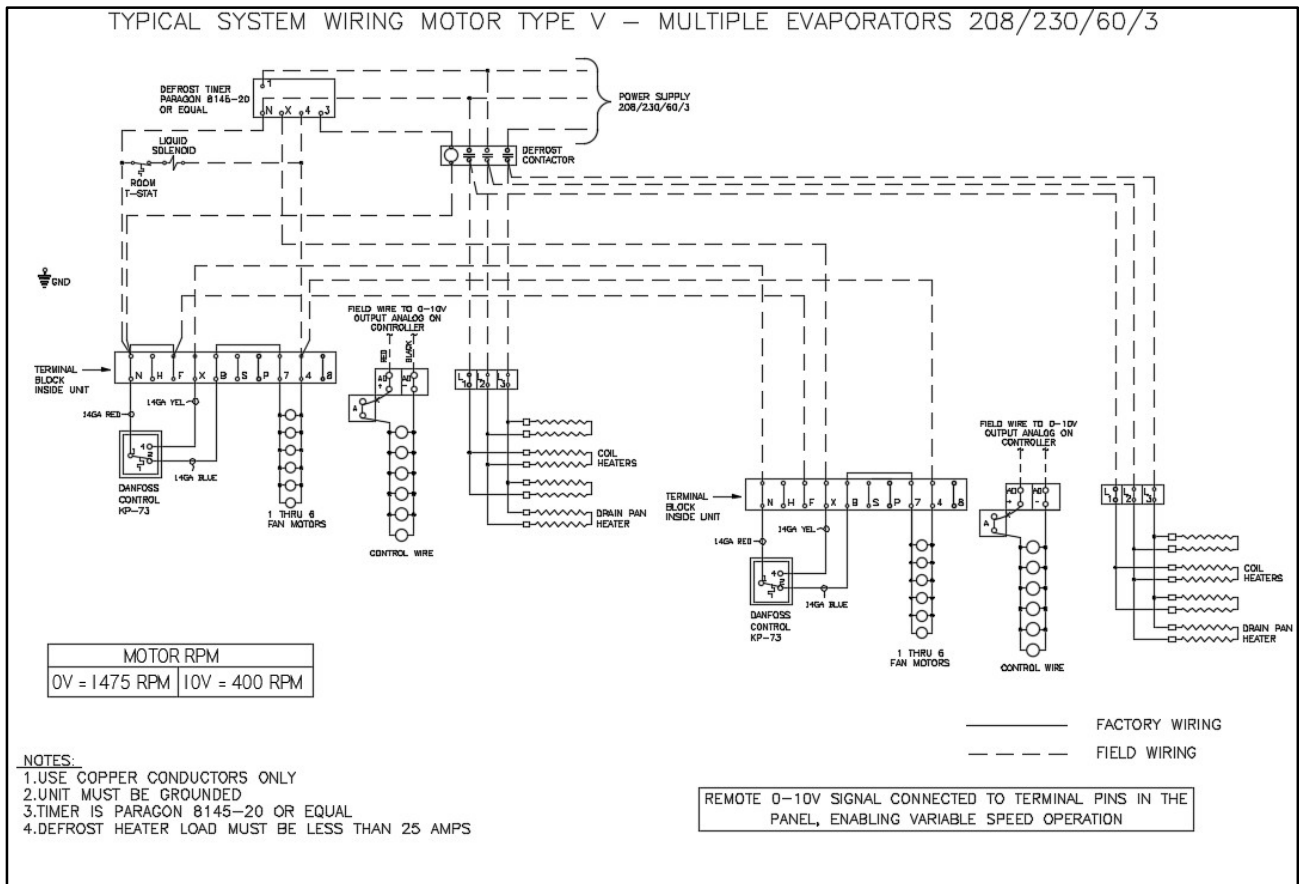 TYPICAL SYSTEM WIRING MOTOR TYPE V – MULTIPLE EVAPORATORS 208/230/60/3
DEFROST TIMER
PARAGON 8145-20
OR EQUAL
1
N X 4 3
POWER SUPPLY
208/230/60/3
LIQUID
SOLENOID
ROOM
T-STAT
DEFROST
CONTACTOR
GND
FIELD WIRE TO 0-10V
OUTPUT ANALOG ON
CONTROLLER
RED
BLACK
TERMINAL
BLOCK
INSIDE UNIT
N H F X B S P 7 4 8
AO
+
AO
-
A
L1 L2 L3
14GA RED
14GA YEL
14GA BLUE
1 4 2
DANFOSS
CONTROL
KP-73
1 THRU 6
FAN MOTORS
CONTROL WIRE
COIL
HEATERS
DRAIN PAN
HEATER
FIELD WIRE TO 0-10V
OUTPUT ANALOG ON
CONTROLLER
TERMINAL
BLOCK
INSIDE UNIT
N H F X B S P 7 4 8
AO
+
AO
-
A
L1 L2 L3
14GA RED
14GA YEL
14GA BLUE
1 4 2
DANFOSS
CONTROL
KP-73
1 THRU 6
FAN MOTORS
CONTROL WIRE
COIL
HEATERS
DRAIN PAN
HEATER
MOTOR RPM
0V = 1475 RPM 10V = 400 RPM
FACTORY WIRING
FIELD WIRING
NOTES:
1.USE COPPER CONDUCTORS ONLY
2.UNIT MUST BE GROUNDED
3.TIMER IS PARAGON 8145-20 OR EQUAL
4.DEFROST HEATER LOAD MUST BE LESS THAN 25 AMPS
REMOTE 0-10V SIGNAL CONNECTED TO TERMINAL PINS IN THE
PANEL, ENABLING VARIABLE SPEED OPERATION